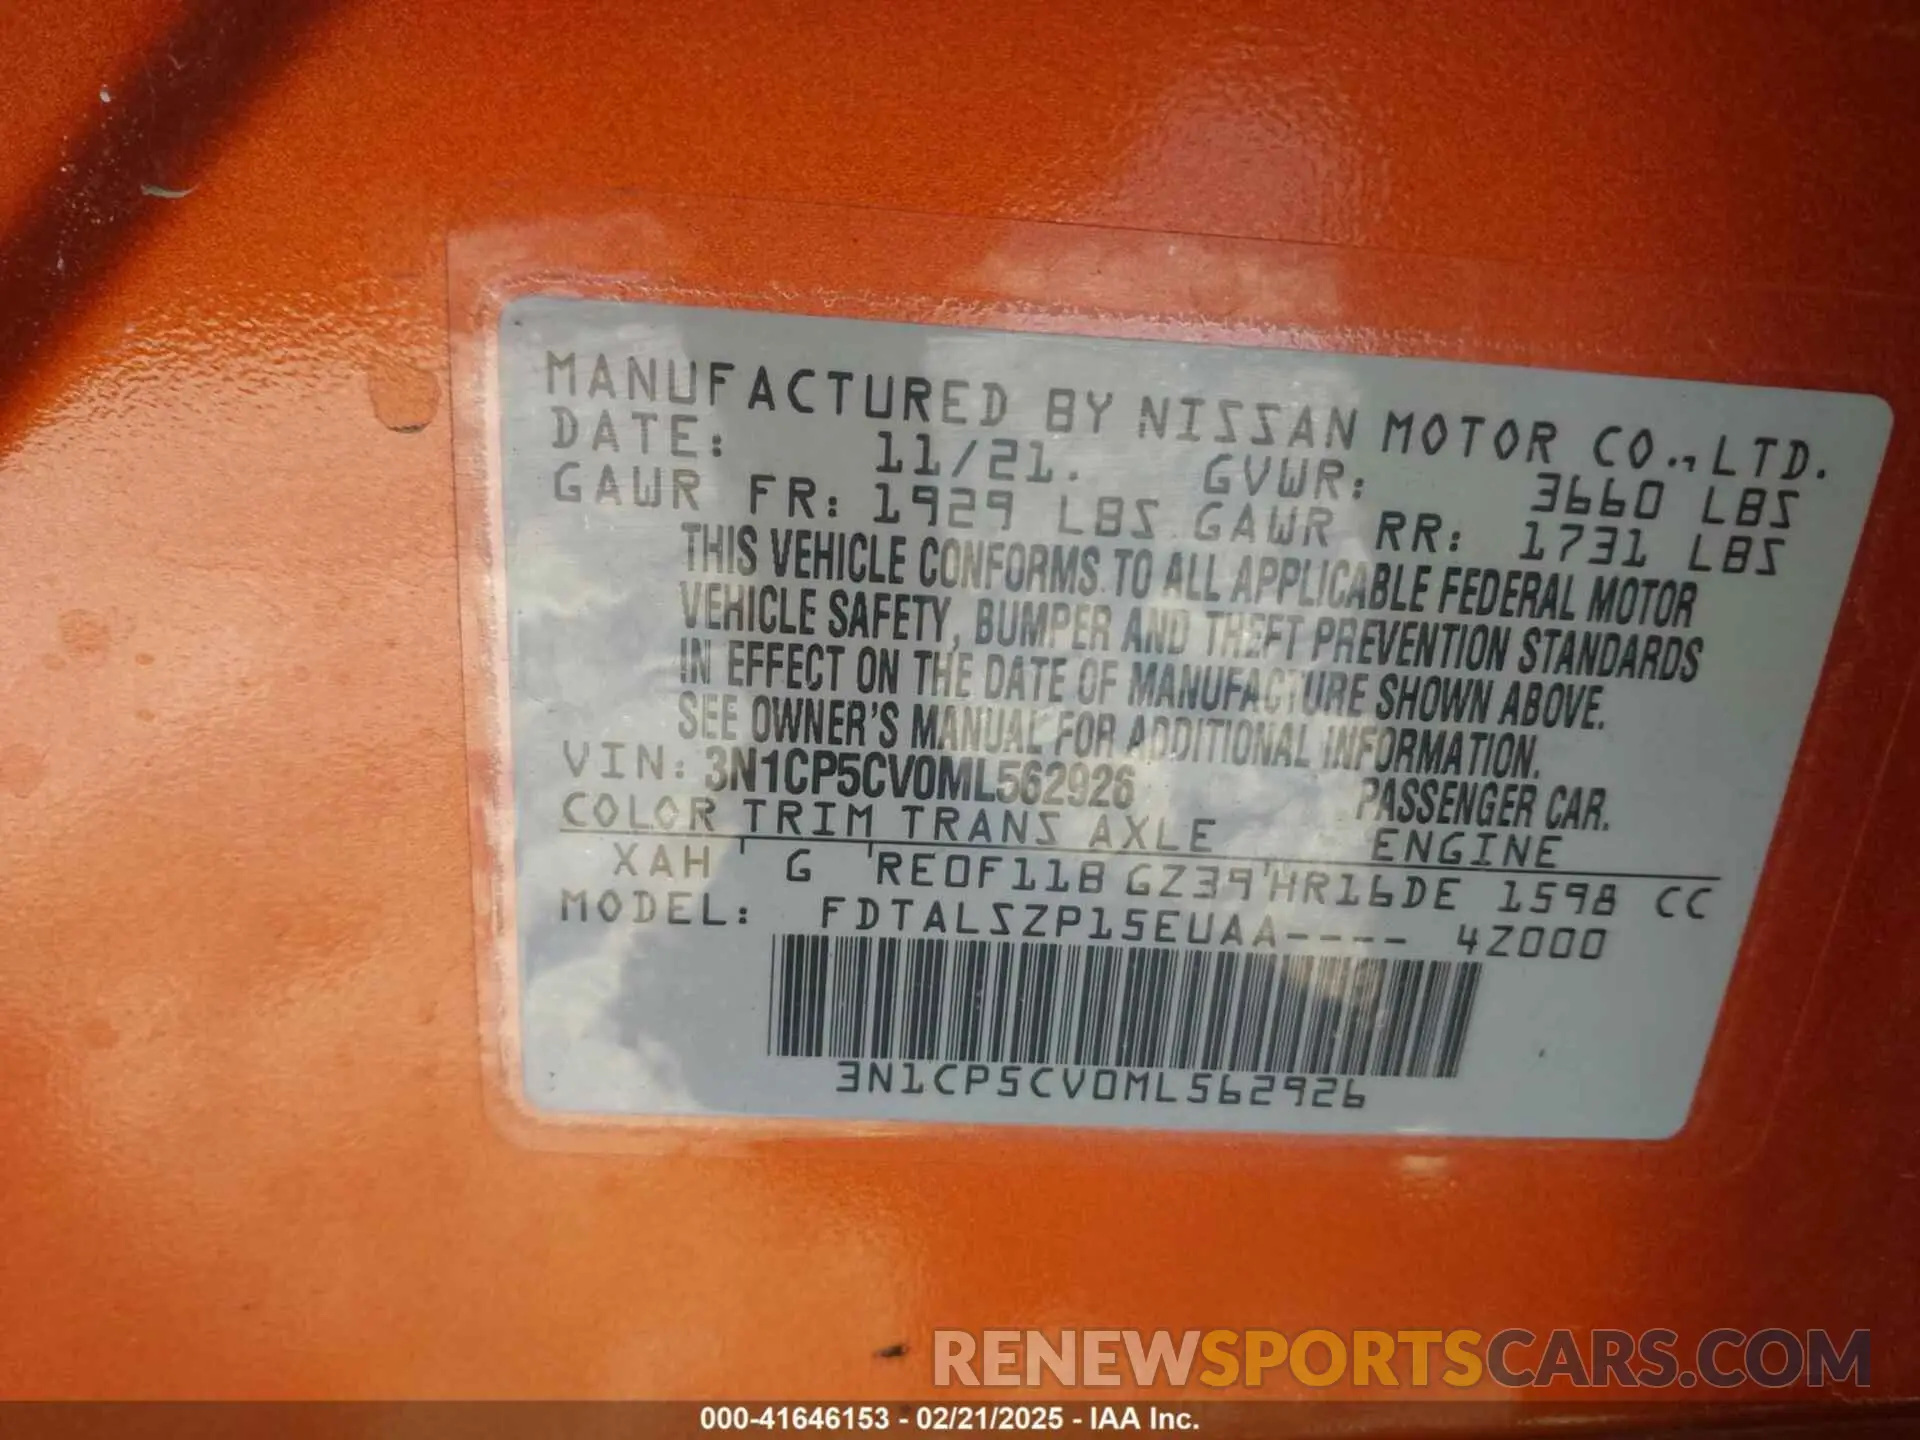 MANUFACTURED BY NISSAN MOTOR CO.,LTD.
DATE: 11/21. GVWR: 3660 LBS
GAWR FR: 1929 LBS GAWR RR: 1731 LBS
THIS VEHICLE CONFORMS TO ALL APPLICABLE FEDERAL MOTOR
VEHICLE SAFETY, BUMPER AND THEFT PREVENTION STANDARDS
IN EFFECT ON THE DATE OF MANUFACTURE SHOWN ABOVE.
SEE OWNER'S MANUAL FOR ADDITIONAL INFORMATION.
VIN: 3N1CP5CV0ML562926 PASSENGER CAR.
COLOR TRIM TRANS AXLE ENGINE
XAH G RE0F11B GZ39 HR16DE 1598 CC
MODEL: FDTALSZP15EUAA---- 4Z000
3N1CP5CV0ML562926
RENEWSPORTSCARS.COM
000-41646153 - 02/21/2025 - IAA Inc.